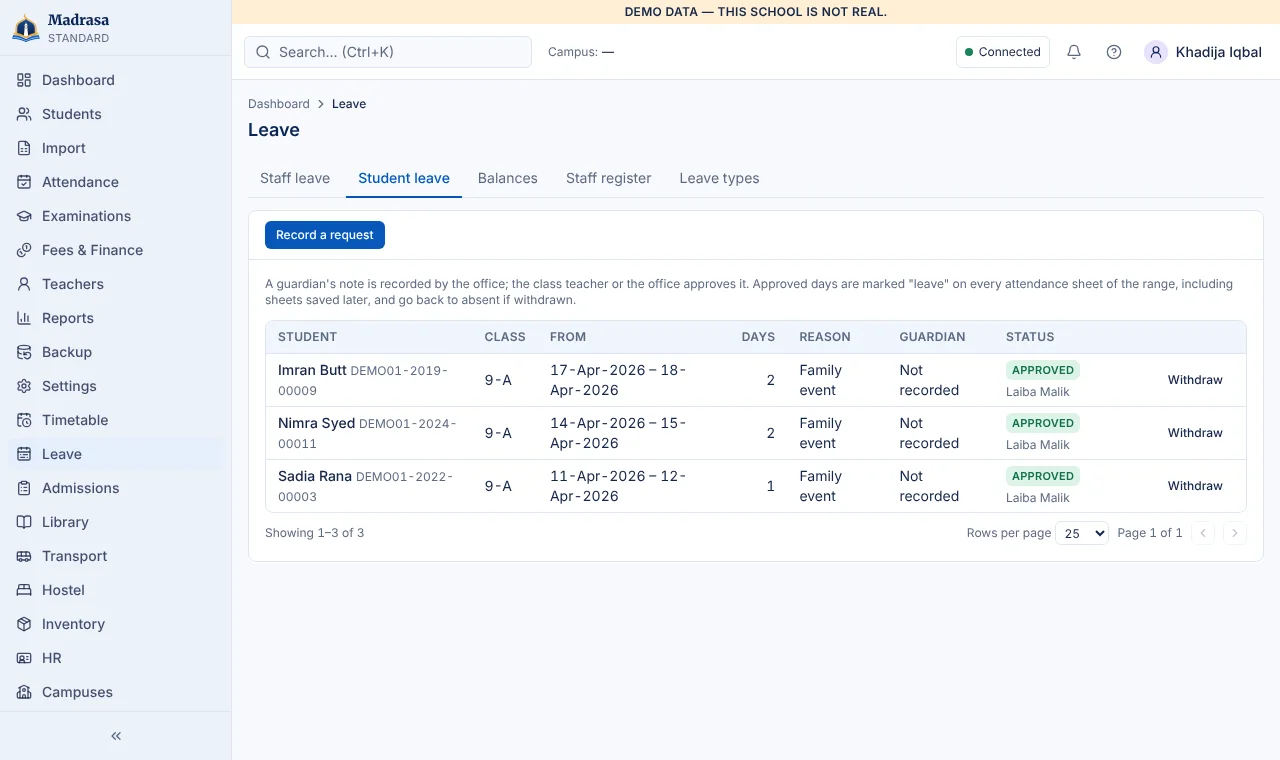 DEMO DATA — THIS SCHOOL IS NOT REAL.
Madrasa
STANDARD
Search... (Ctrl+K)
Campus: —
Connected
Khadija Iqbal
Dashboard
Students
Import
Attendance
Examinations
Fees & Finance
Teachers
Reports
Backup
Settings
Timetable
Leave
Admissions
Library
Transport
Hostel
Inventory
HR
Campuses
Dashboard > Leave
Leave
Staff leave Student leave Balances Staff register Leave types
Record a request
A guardian's note is recorded by the office; the class teacher or the office approves it. Approved days are marked "leave" on every attendance sheet of the range, including
sheets saved later, and go back to absent if withdrawn.
STUDENT CLASS FROM DAYS REASON GUARDIAN STATUS
Imran Butt DEMO01-2019-
00009
9-A
17-Apr-2026 – 18-
Apr-2026
2
Family
event
Not
recorded
APPROVED
Laiba Malik
Withdraw
Nimra Syed DEMO01-2024-
00011
9-A
14-Apr-2026 – 15-
Apr-2026
2
Family
event
Not
recorded
APPROVED
Laiba Malik
Withdraw
Sadia Rana DEMO01-2022-
00003
9-A
11-Apr-2026 – 12-
Apr-2026
1
Family
event
Not
recorded
APPROVED
Laiba Malik
Withdraw
Showing 1–3 of 3
Rows per page 25 Page 1 of 1